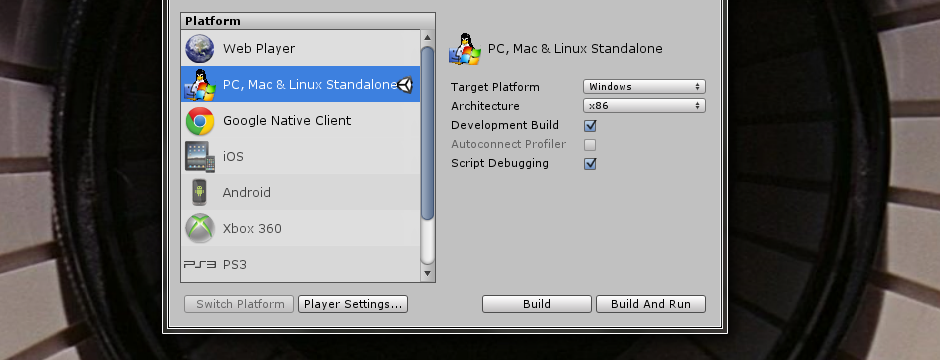 Platform
Web Player
PC, Mac & Linux Standalone
Google Native Client
iOS
Android
Xbox 360
PS3
PS3
Switch Platform
Player Settings...
PC, Mac & Linux Standalone
Target Platform Windows
Architecture x86
Development Build
Autoconnect Profiler
Script Debugging
Build
Build And Run